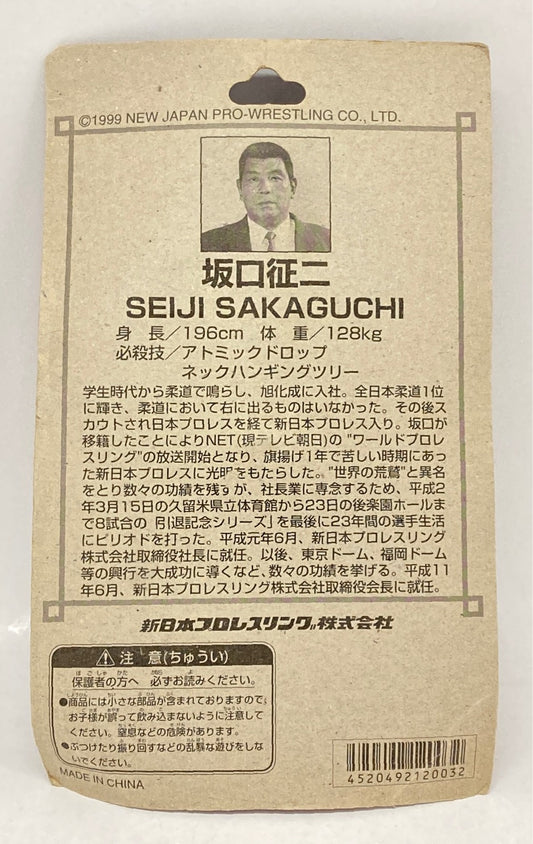 ©1999 NEW JAPAN PRO-WRESTLING CO., LTD.
坂口征二
SEIJI SAKAGUCHI
身 長／196cm 体 重／128kg
必殺技／アトミックドロップ
ネックハンギングツリー
学生時代から柔道で鳴らし、旭化成に入社。全日本柔道1位
に輝き、柔道において右に出るものはいなかった。その後ス
カウトされ日本プロレスを経て新日本プロレス入り。坂口が
移籍したことによりNET(現テレビ朝日)の "ワールドプロレ
スリング"の放送開始となり、旗揚げ1年で苦しい時期にあっ
た新日本プロレスに光明をもたらした。"世界の荒鷲"と異名
をとり数々の功績を残すが、社長業に専念するため、平成2
年3月15日の久留米県立体育館から23日の後楽園ホールま
で8試合の「引退記念シリーズ」を最後に23年間の選手生活
にピリオドを打った。平成元年6月、新日本プロレスリング
株式会社取締役社長に就任。以後、東京ドーム、福岡ドーム
等の興行を大成功に導くなど、数々の功績を挙げる。平成11
年6月、新日本プロレスリング株式会社取締役会長に就任。
新日本プロレスリング株式会社
注 意(ちゅうい)
保護者の方へ 必ずお読みください。
●商品には小さな部品が含まれておりますので、
お子様が誤って飲み込まないように注意して
ください。窒息などの危険があります。
●ぶつけたり振り回すなどの乱暴な遊びをしな
いでください。
MADE IN CHINA
4520492120032